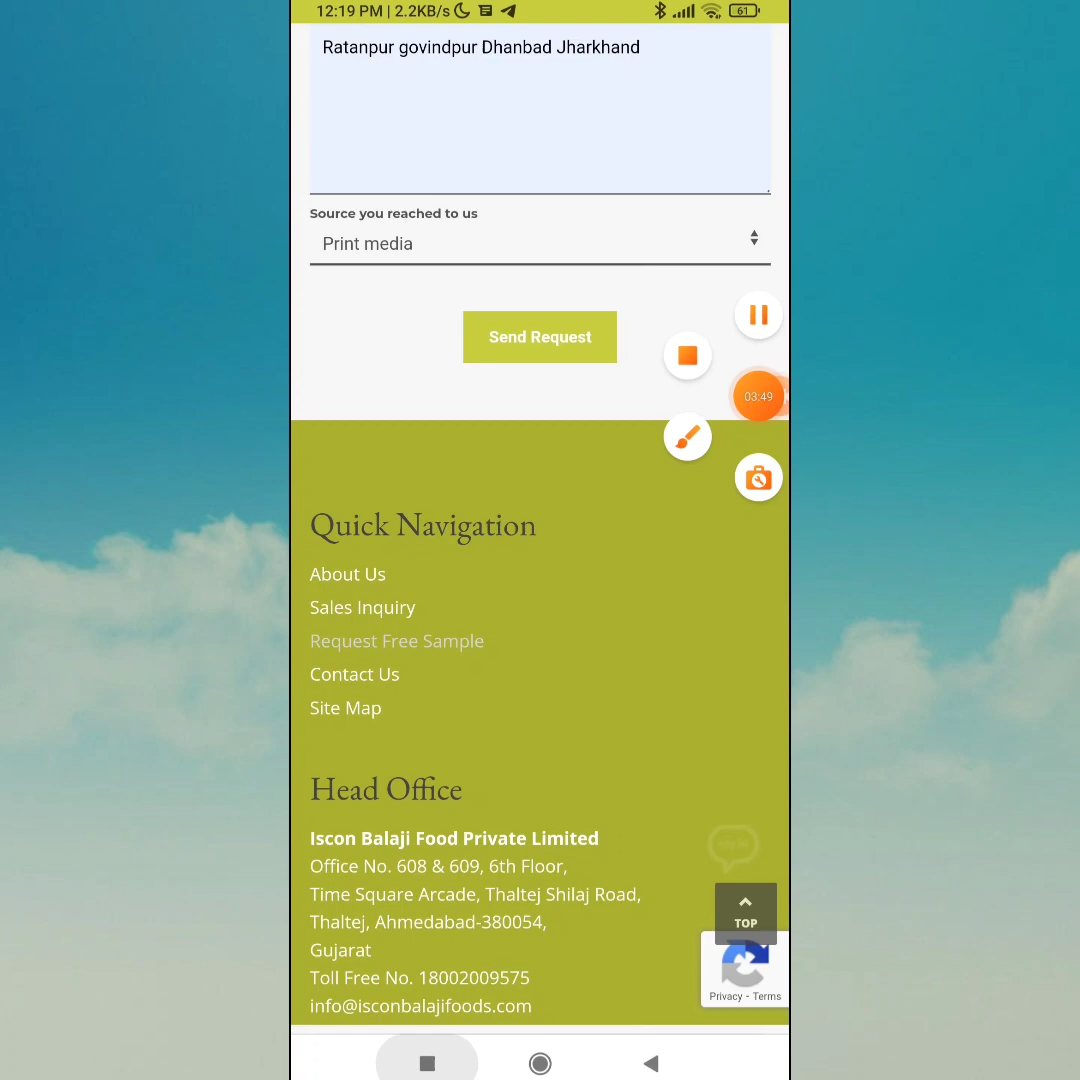 12:19 PM | 2.2KB/s
61
Ratanpur govindpur Dhanbad Jharkhand
Source you reached to us
Print media
Send Request
03:49
Quick Navigation
About Us
Sales Inquiry
Request Free Sample
Contact Us
Site Map
Head Office
Iscon Balaji Food Private Limited
Office No. 608 & 609, 6th Floor,
Time Square Arcade, Thaltej Shilaj Road,
Thaltej, Ahmedabad-380054,
Gujarat
Toll Free No. 18002009575
info@isconbalajifoods.com
TOP
Privacy - Terms